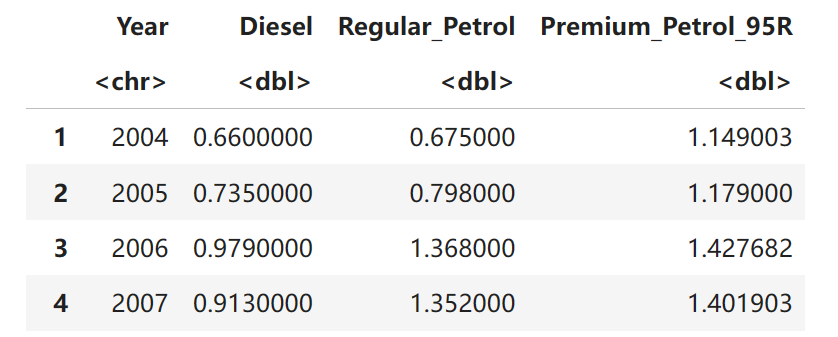 Year Diesel Regular_Petrol Premium_Petrol_95R
<chr> <dbl> <dbl> <dbl>
1 2004 0.6600000 0.675000 1.149003
2 2005 0.7350000 0.798000 1.179000
3 2006 0.9790000 1.368000 1.427682
4 2007 0.9130000 1.352000 1.401903